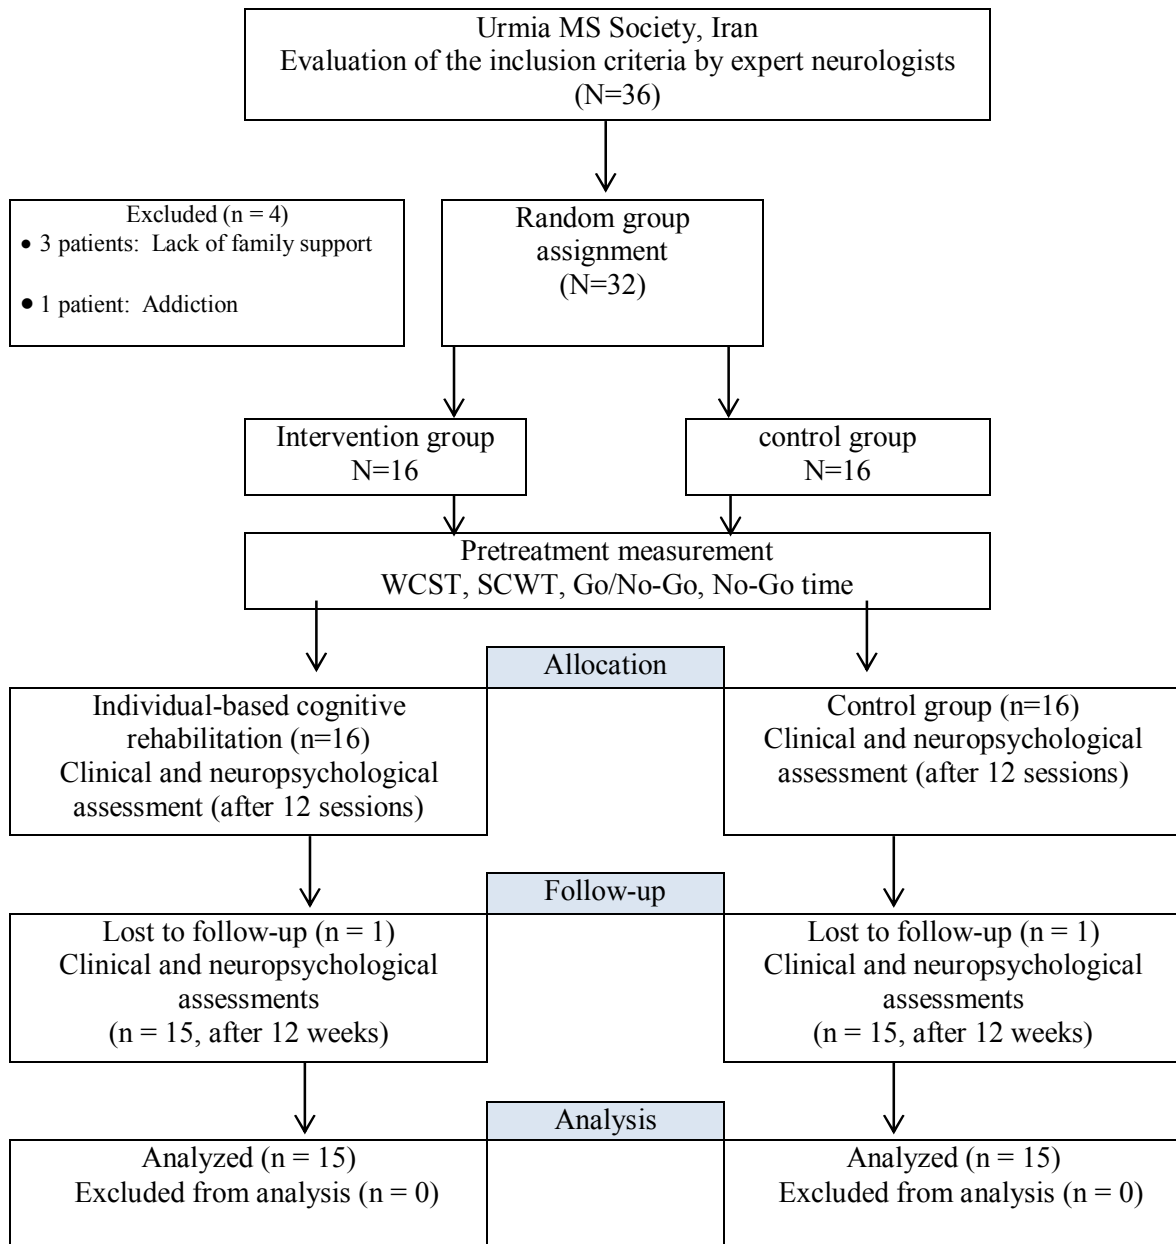 Urmia MS Society, Iran
Evaluation of the inclusion criteria by expert neurologists
(N=36)
Excluded (n = 4)
• 3 patients: Lack of family support
• 1 patient: Addiction
Random group
assignment
(N=32)
Intervention group
N=16
control group
N=16
Pretreatment measurement
WCST, SCWT, Go/No-Go, No-Go time
Allocation
Individual-based cognitive
rehabilitation (n=16)
Clinical and neuropsychological
assessment (after 12 sessions)
Control group (n=16)
Clinical and neuropsychological
assessment (after 12 sessions)
Follow-up
Lost to follow-up (n = 1)
Clinical and neuropsychological
assessments
(n = 15, after 12 weeks)
Lost to follow-up (n = 1)
Clinical and neuropsychological
assessments
(n = 15, after 12 weeks)
Analysis
Analyzed (n = 15)
Excluded from analysis (n = 0)
Analyzed (n = 15)
Excluded from analysis (n = 0)